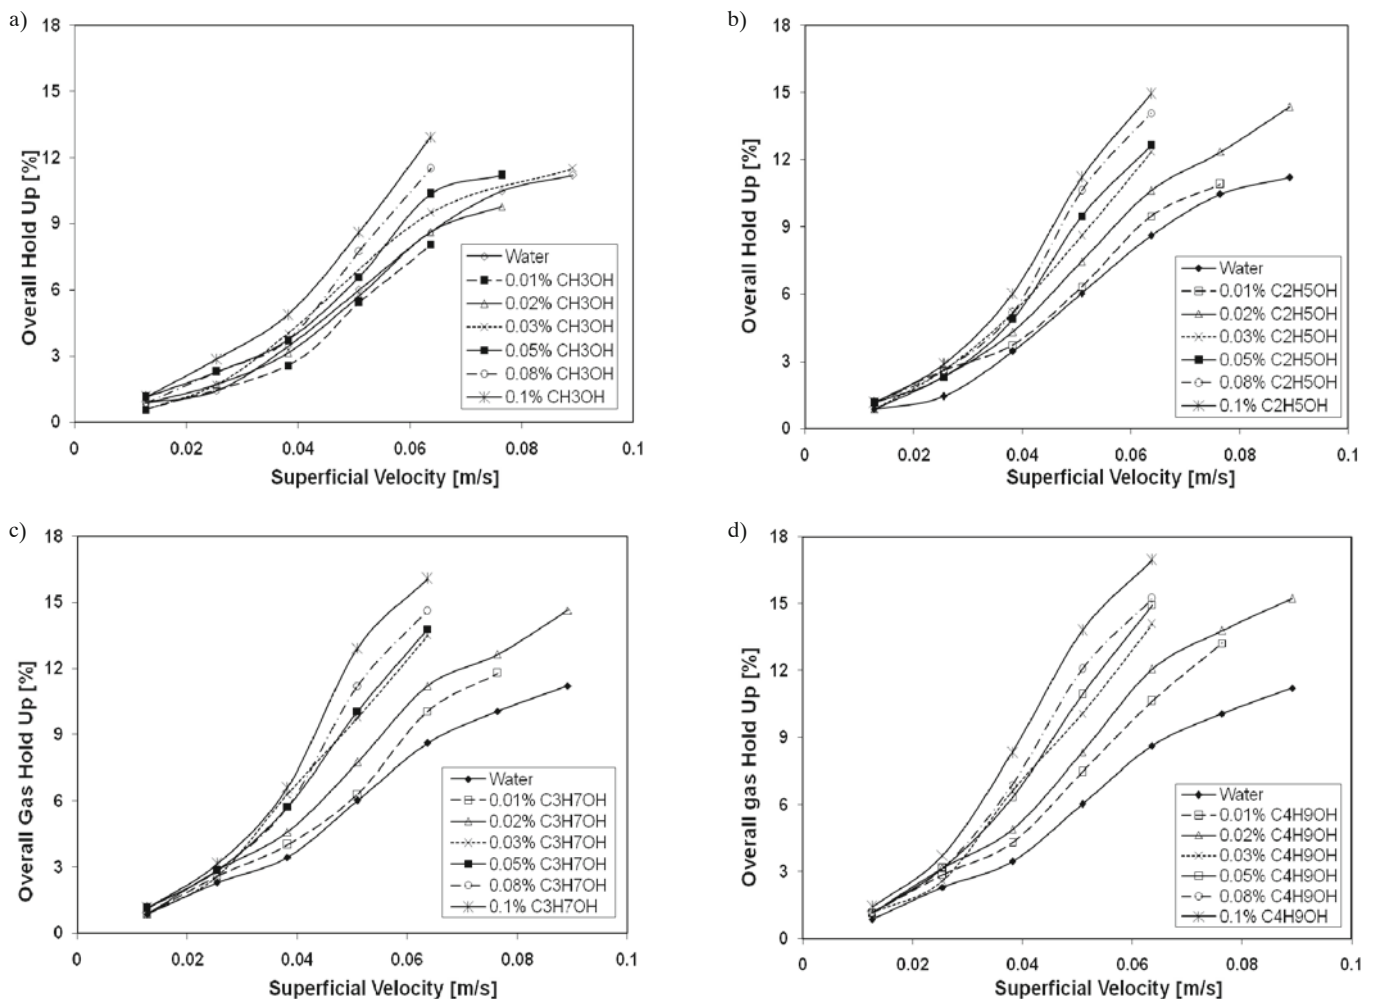 a)
18
15
12
9
6
3
0
Overall Hold Up [%]
Water
0.01% CH3OH
0.02% CH3OH
0.03% CH3OH
0.05% CH3OH
0.08% CH3OH
0.1% CH3OH
0 0.02 0.04 0.06 0.08 0.1
Superficial Velocity [m/s]
b)
18
15
12
9
6
3
0
Overall Hold Up [%]
Water
0.01% C2H5OH
0.02% C2H5OH
0.03% C2H5OH
0.05% C2H5OH
0.08% C2H5OH
0.1% C2H5OH
0 0.02 0.04 0.06 0.08 0.1
Superficial Velocity [m/s]
c)
18
15
12
9
6
3
0
Overall Gas Hold Up [%]
Water
0.01% C3H7OH
0.02% C3H7OH
0.03% C3H7OH
0.05% C3H7OH
0.08% C3H7OH
0.1% C3H7OH
0 0.02 0.04 0.06 0.08 0.1
Superficial Velocity [m/s]
d)
18
15
12
9
6
3
0
Overall gas Hold Up [%]
Water
0.01% C4H9OH
0.02% C4H9OH
0.03% C4H9OH
0.05% C4H9OH
0.08% C4H9OH
0.1% C4H9OH
0 0.02 0.04 0.06 0.08 0.1
Superficial Velocity [m/s]